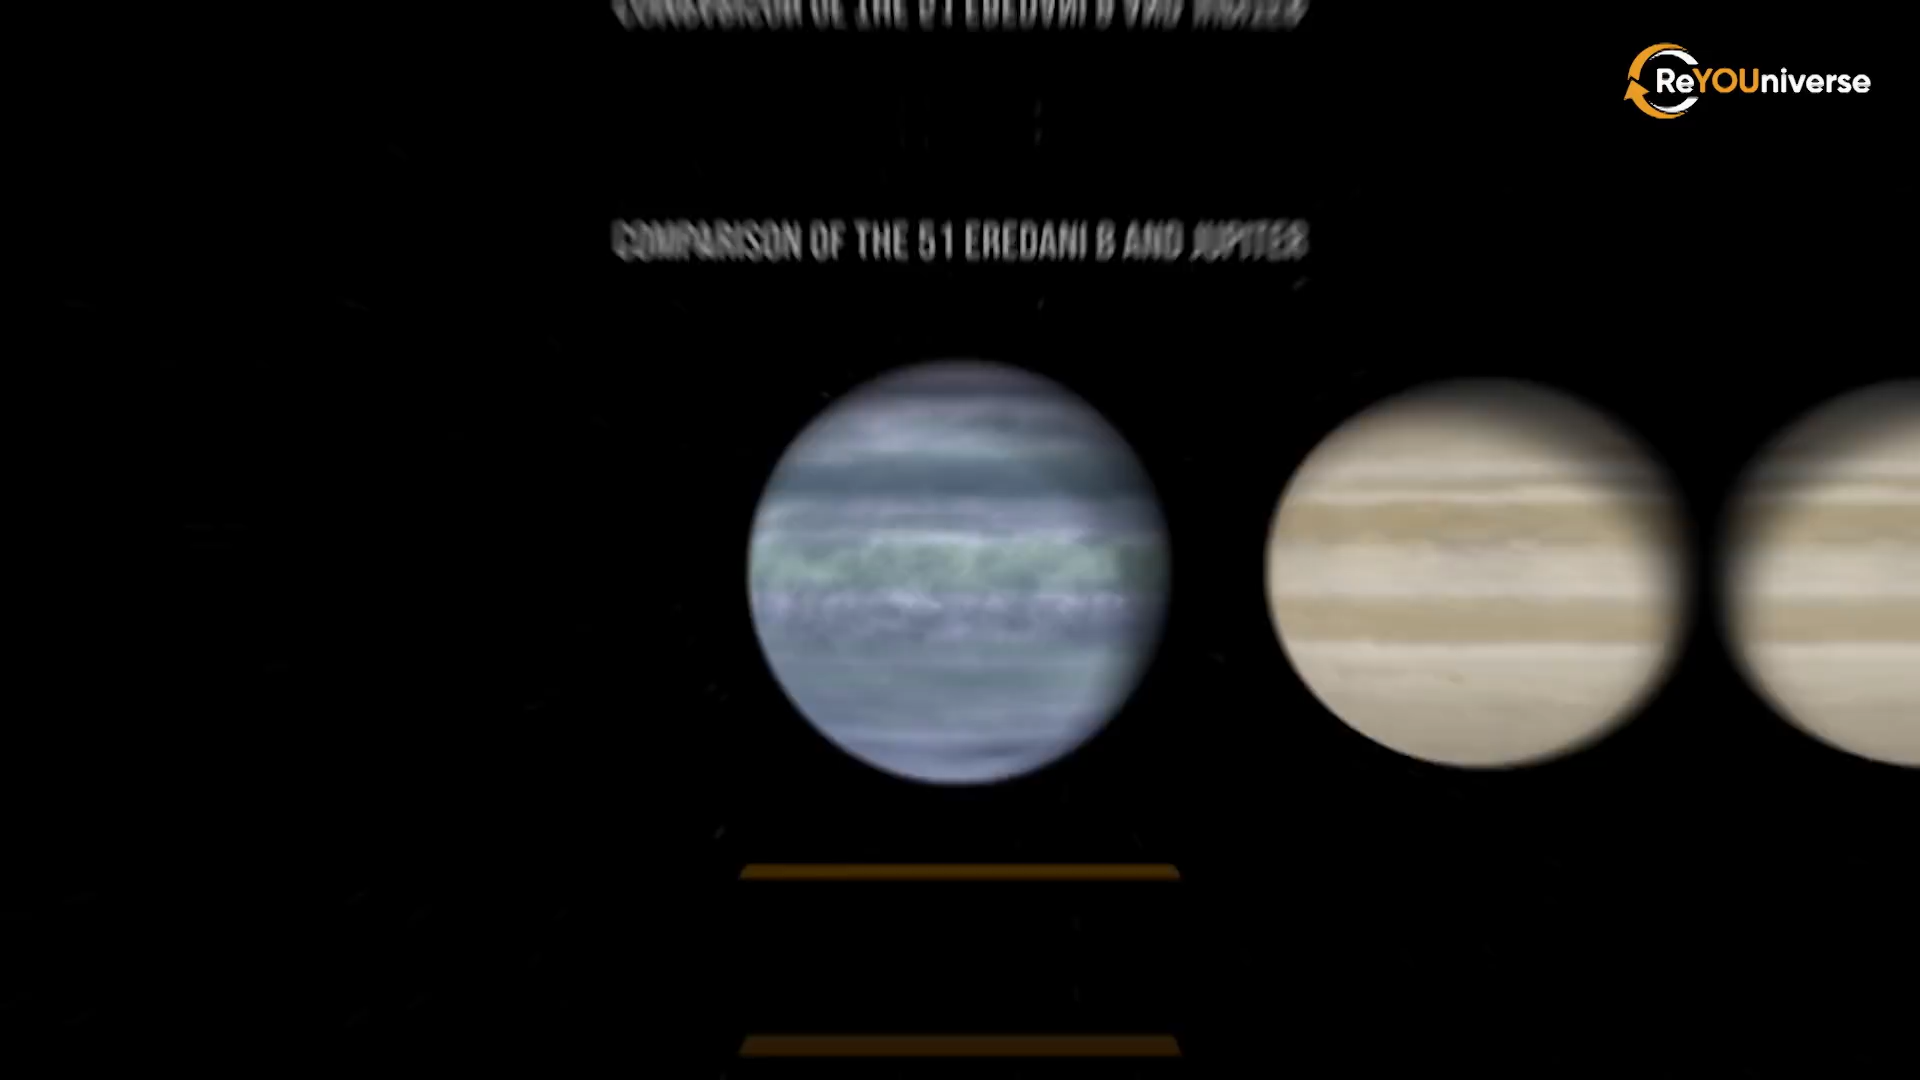 ReYOUniverse
COMPARISON OF THE 51 EREDANI B AND JUPITER